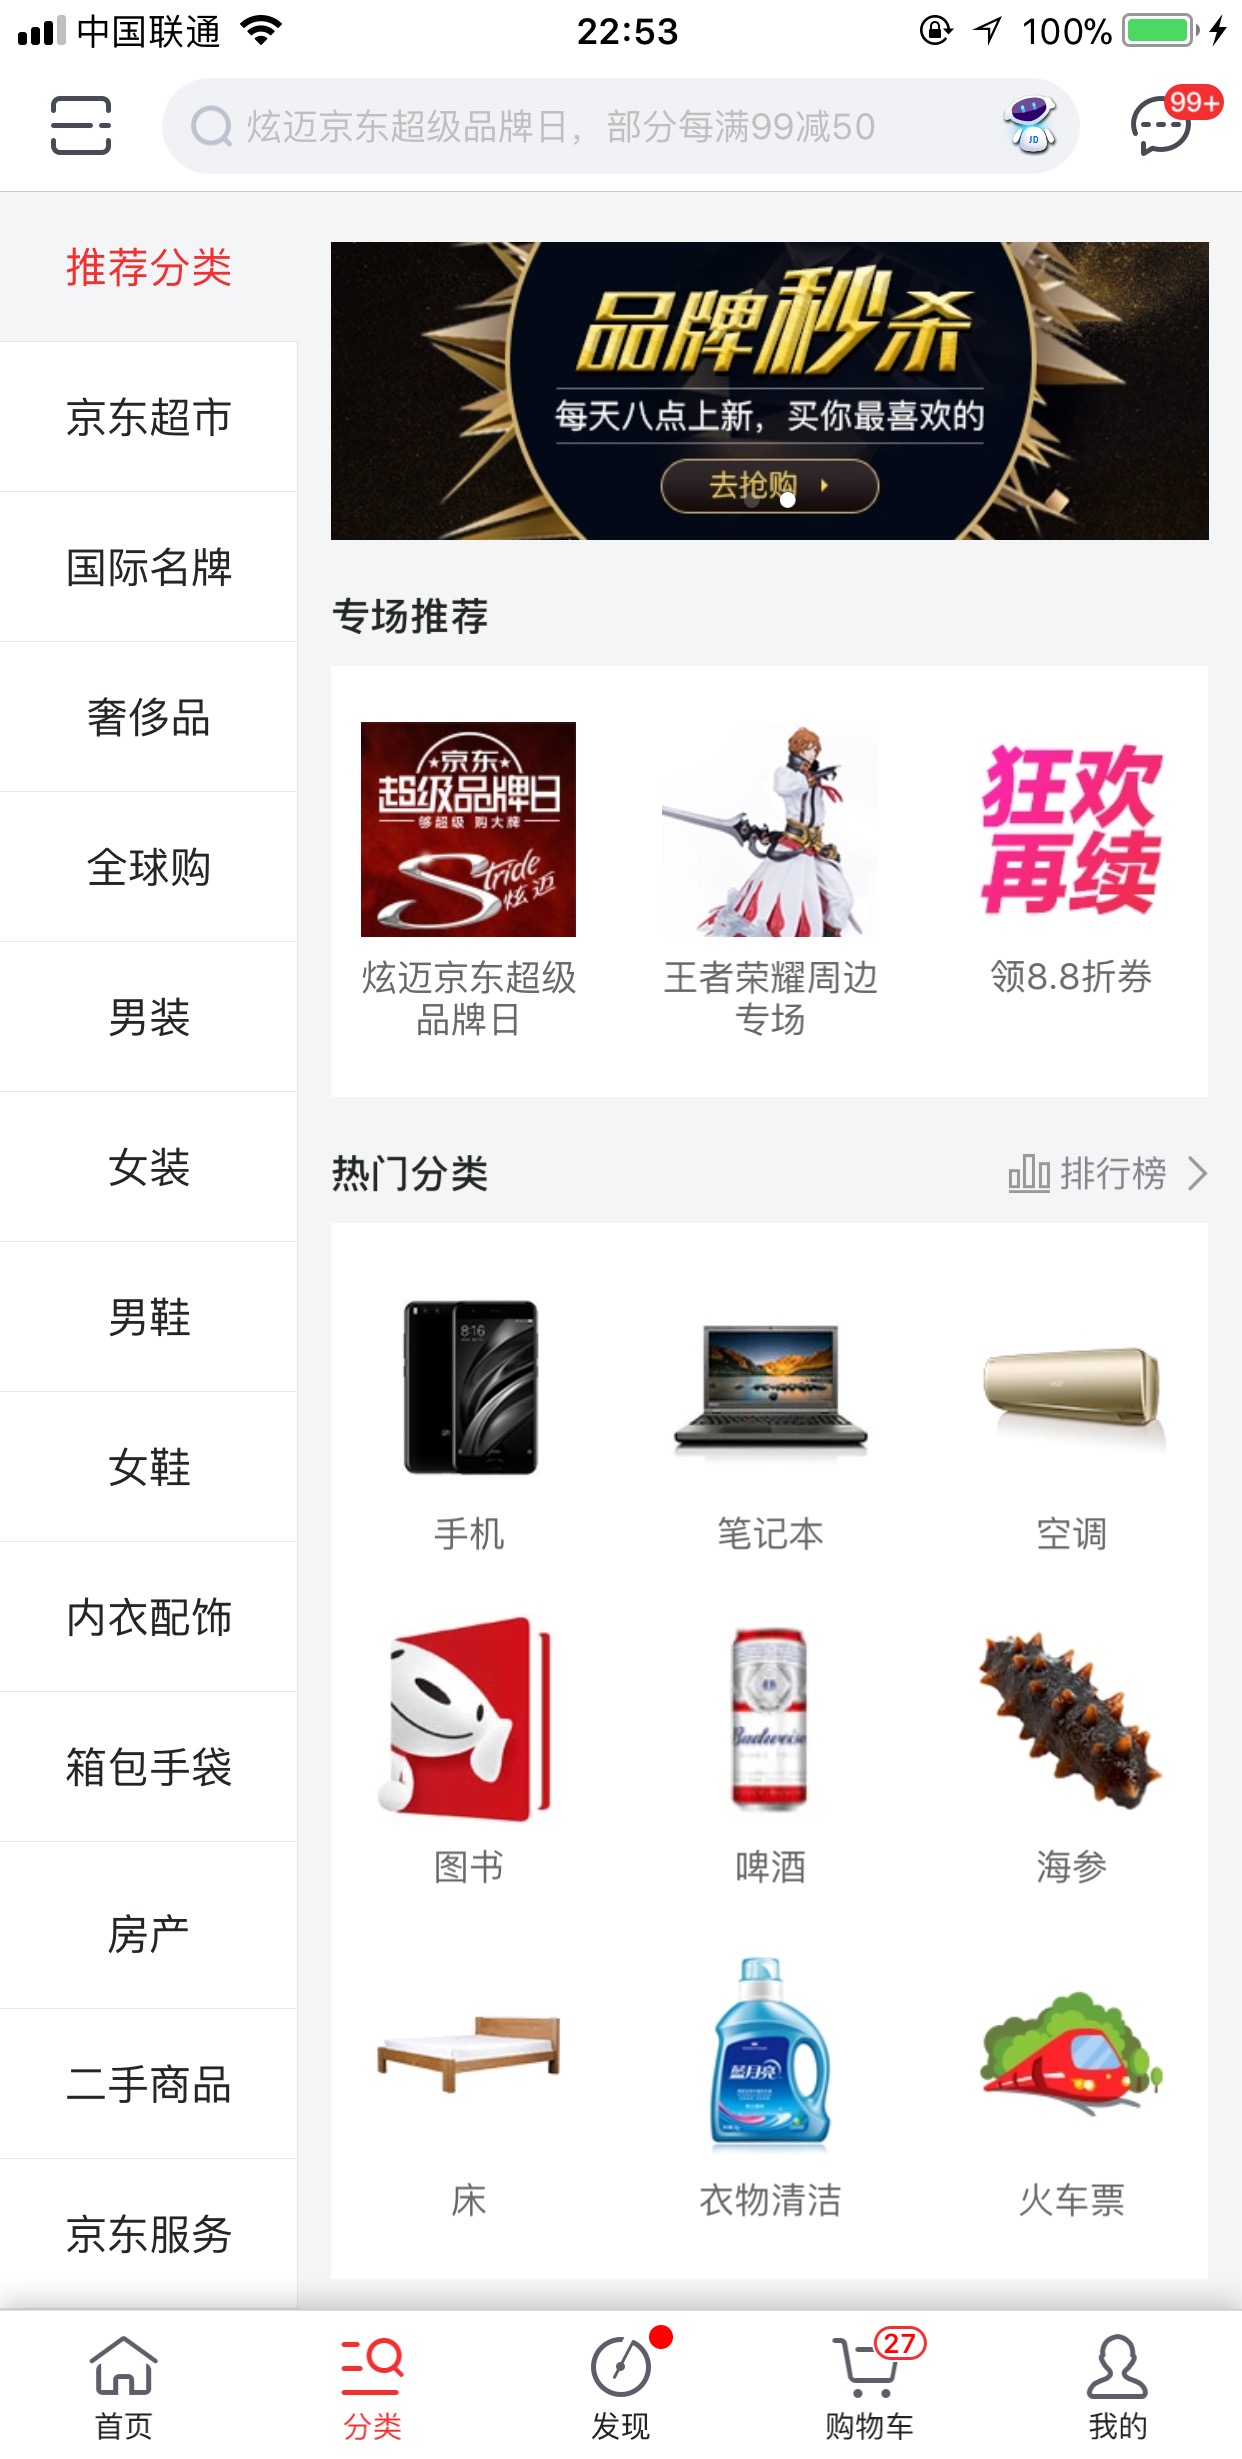 中国联通
22:53
100%
炫迈京东超级品牌日，部分每满99减50
JD
99+
推荐分类
京东超市
国际名牌
奢侈品
全球购
男装
女装
男鞋
女鞋
内衣配饰
箱包手袋
房产
二手商品
京东服务
品牌秒杀
每天八点上新，买你最喜欢的
去抢购
专场推荐
京东
超级品牌日
够超级 购大牌
Stride
炫迈
狂欢
再续
炫迈京东超级
品牌日
王者荣耀周边
专场
领8.8折券
热门分类
排行榜
8:16
手机
笔记本
空调
Budweiser
图书
啤酒
海参
蓝月亮
床
衣物清洁
火车票
27
首页
分类
发现
购物车
我的